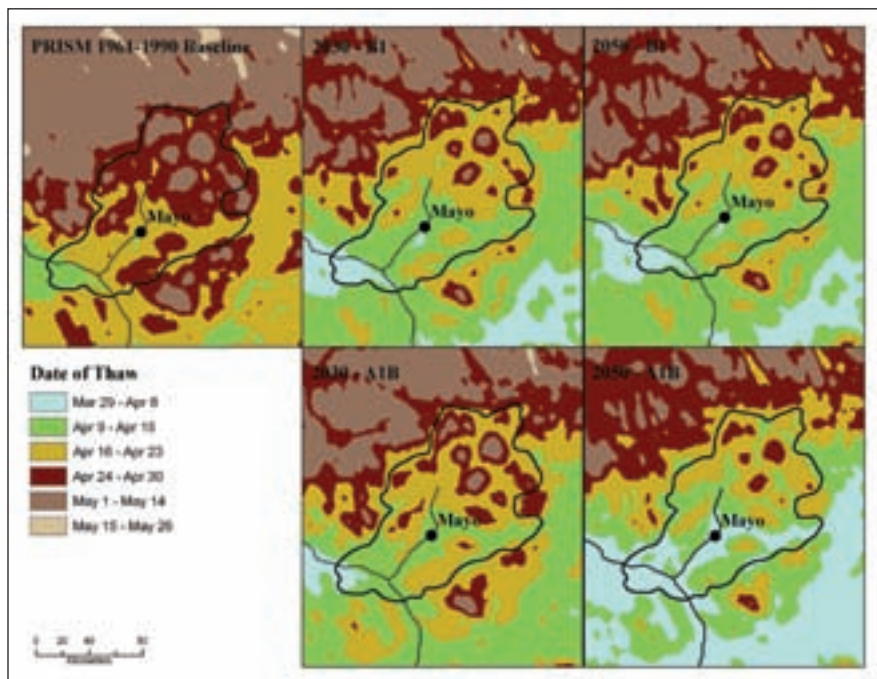 PRISM 1961-1990 Baseline
2030 - B1
2050 - B1
Mayo
Mayo
Mayo
2030 - A1B
2050 - A1B
Date of Thaw
Mar 29 - Apr 8
Apr 9 - Apr 15
Apr 16 - Apr 23
Apr 24 - Apr 30
May 1 - May 14
May 15 - May 26
Mayo
Mayo
0 20 40 80
Kilometers